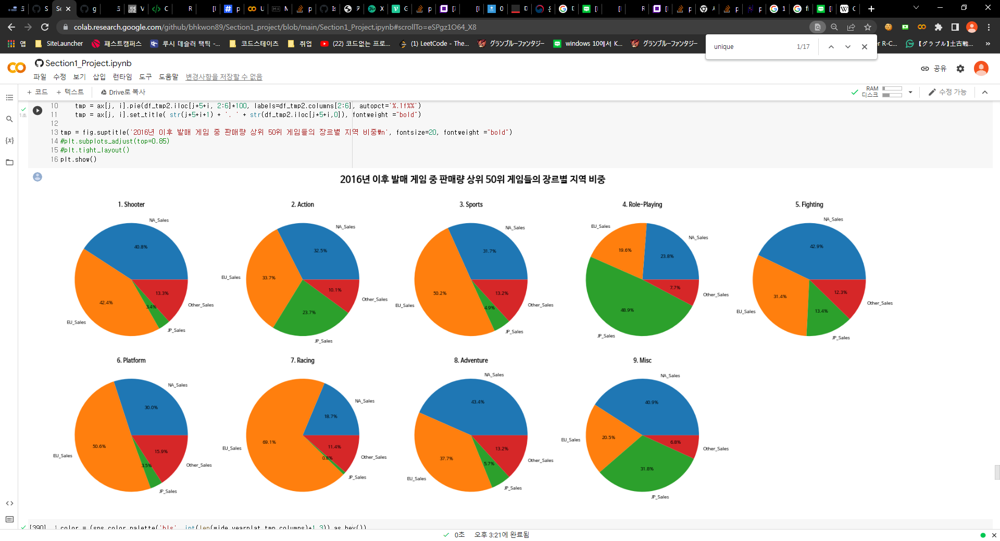 colab.research.google.com/github/bhkwon89/Section1_project/blob/main/Section1_Project.ipynb#scrollTo=eSPgz1O64_X8
앱 SiteLauncher 패스트캠퍼스 루시 데슬러 택틱 -... 코드스테이츠 취업 (22) 코드없는 프로... (1) LeetCode - The... グランブルーファンタジー windows 10에서 K... グランブルーファンタジー er R-C... 【グラブル】土古戦... »
unique 1/17
Section1_Project.ipynb
파일 수정 보기 삽입 런타임 도구 도움말 변경사항을 저장할 수 없음
공유
+ 코드 + 텍스트 Drive로 복사
RAM
디스크
수정 가능
1초
10 tmp = ax[j, i].pie(df_tmp2.iloc[j*5+i, 2:6]*100, labels=df_tmp2.columns[2:6], autopct='%.1f%%')
11 tmp = ax[j, i].set_title( str(j*5+i+1) + '. ' + str(df_tmp2.iloc[j*5+i,0]), fontweight ="bold")
12
13 tmp = fig.suptitle('2016년 이후 발매 게임 중 판매량 상위 50위 게임들의 장르별 지역 비중₩n', fontsize=20, fontweight ="bold")
14 #plt.subplots_adjust(top=0.85)
15 #plt.tight_layout()
16 plt.show()
2016년 이후 발매 게임 중 판매량 상위 50위 게임들의 장르별 지역 비중
1. Shooter
NA_Sales
40.8%
42.4%
EU_Sales
3.4%
JP_Sales
13.3%
Other_Sales
2. Action
NA_Sales
32.5%
EU_Sales
33.7%
23.7%
JP_Sales
10.1%
Other_Sales
3. Sports
NA_Sales
31.7%
50.2%
EU_Sales
4.9%
JP_Sales
13.2%
Other_Sales
4. Role-Playing
NA_Sales
23.8%
EU_Sales
19.6%
48.9%
JP_Sales
7.7%
Other_Sales
5. Fighting
NA_Sales
42.9%
31.4%
EU_Sales
13.4%
JP_Sales
12.3%
Other_Sales
6. Platform
NA_Sales
30.0%
50.6%
EU_Sales
3.5%
JP_Sales
15.9%
Other_Sales
7. Racing
NA_Sales
18.7%
69.1%
EU_Sales
0.8%
JP_Sales
11.4%
Other_Sales
8. Adventure
NA_Sales
43.4%
37.7%
EU_Sales
5.7%
JP_Sales
13.2%
Other_Sales
9. Misc
NA_Sales
40.9%
EU_Sales
20.5%
31.8%
JP_Sales
6.8%
Other_Sales
[390] 1 color = (sns.color_palette('hls', int(len(wide_yearplat_tmp.columns)+1.3)).as_hex())
0초 오후 3:21에 완료됨